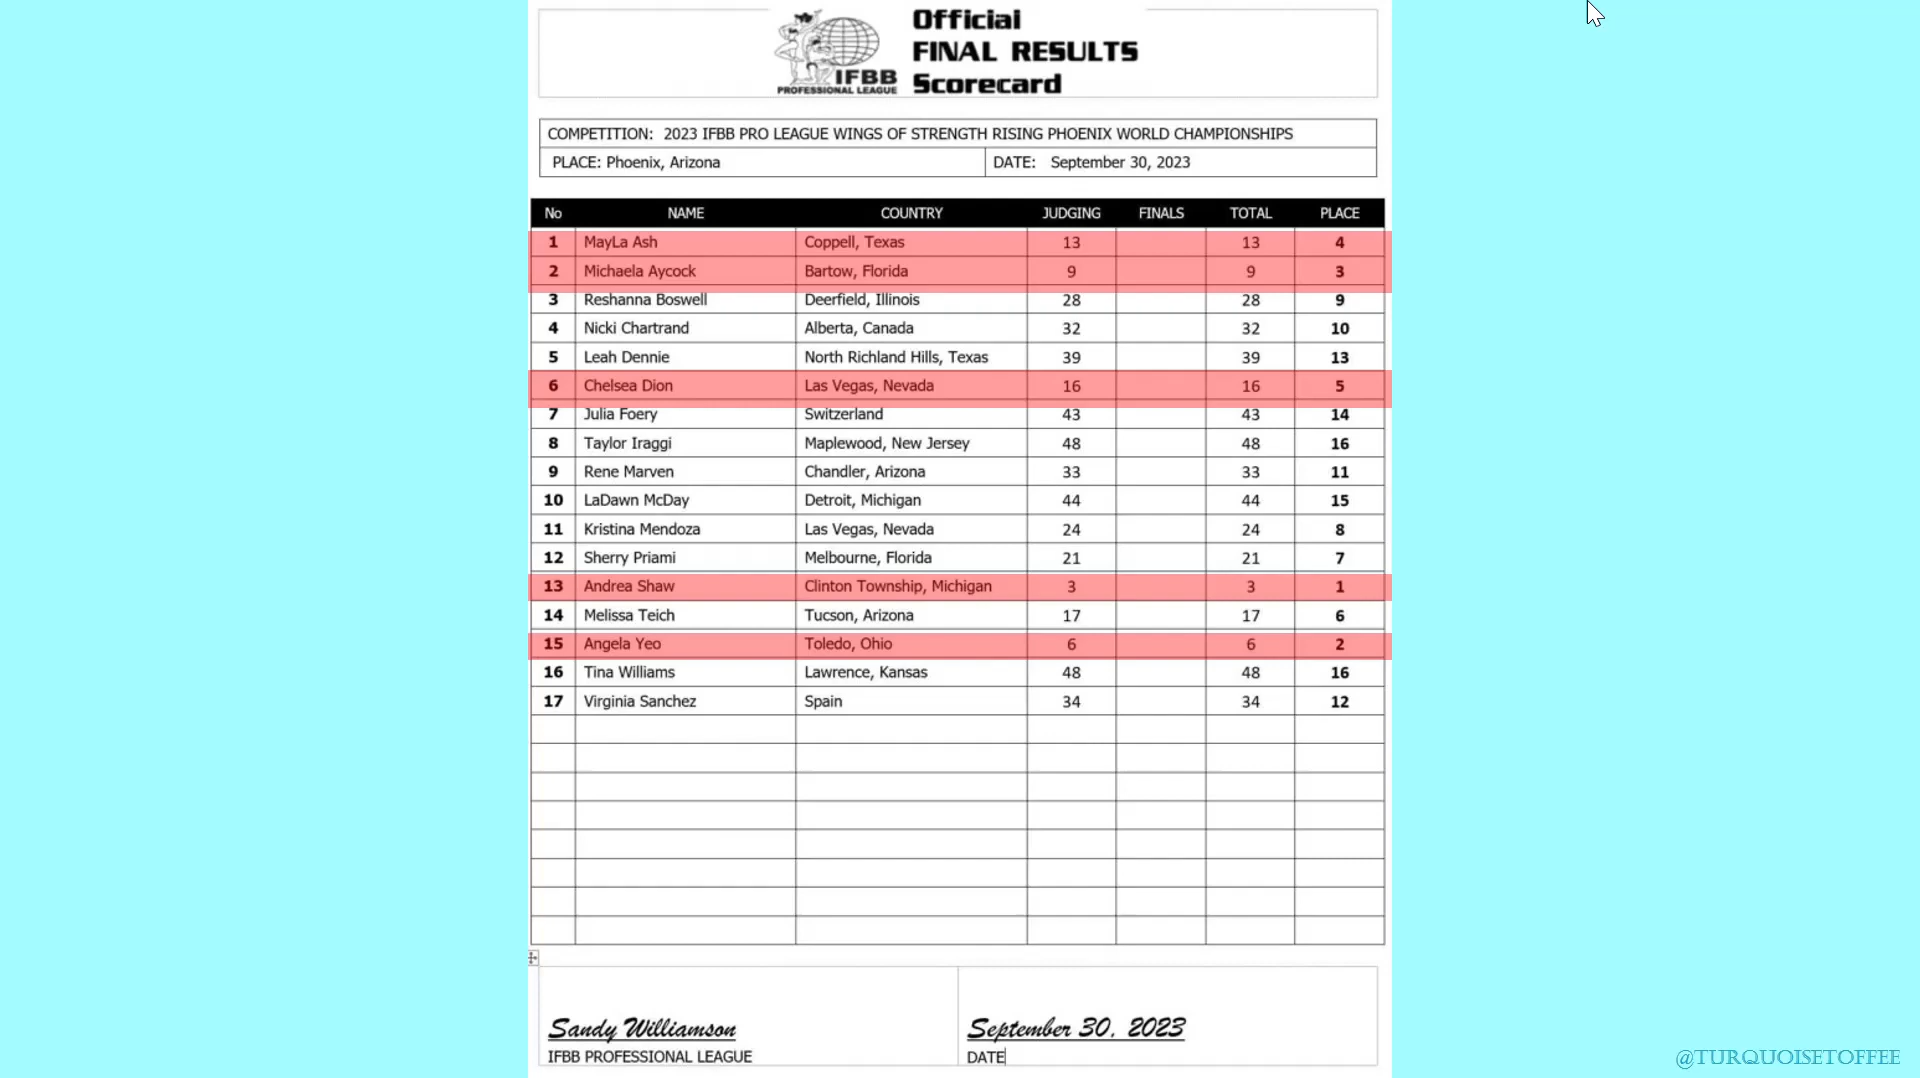 Official
FINAL RESULTS
Scorecard
IFBB
PROFESSIONAL LEAGUE
COMPETITION: 2023 IFBB PRO LEAGUE WINGS OF STRENGTH RISING PHOENIX WORLD CHAMPIONSHIPS
PLACE: Phoenix, Arizona DATE: September 30, 2023
No NAME COUNTRY JUDGING FINALS TOTAL PLACE
1 MayLa Ash Coppell, Texas 13 13 4
2 Michaela Aycock Bartow, Florida 9 9 3
3 Reshanna Boswell Deerfield, Illinois 28 28 9
4 Nicki Chartrand Alberta, Canada 32 32 10
5 Leah Dennie North Richland Hills, Texas 39 39 13
6 Chelsea Dion Las Vegas, Nevada 16 16 5
7 Julia Foery Switzerland 43 43 14
8 Taylor Iraggi Maplewood, New Jersey 48 48 16
9 Rene Marven Chandler, Arizona 33 33 11
10 LaDawn McDay Detroit, Michigan 44 44 15
11 Kristina Mendoza Las Vegas, Nevada 24 24 8
12 Sherry Priami Melbourne, Florida 21 21 7
13 Andrea Shaw Clinton Township, Michigan 3 3 1
14 Melissa Teich Tucson, Arizona 17 17 6
15 Angela Yeo Toledo, Ohio 6 6 2
16 Tina Williams Lawrence, Kansas 48 48 16
17 Virginia Sanchez Spain 34 34 12
Sandy Williamson September 30, 2023
IFBB PROFESSIONAL LEAGUE DATE
@TURQUOISETOFFEE